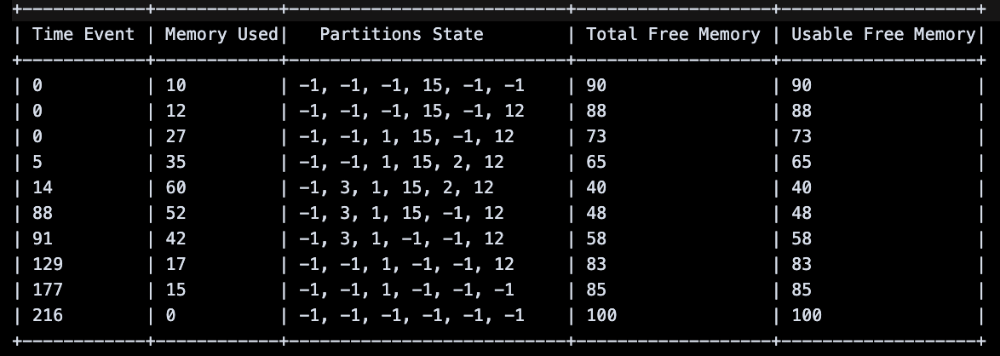 +------------+------------+--------------------------+------------------+------------------+
| Time Event | Memory Used|   Partitions State        | Total Free Memory | Usable Free Memory|
+------------+------------+--------------------------+------------------+------------------+
| 0          | 10         | -1, -1, -1, 15, -1, -1    | 90                | 90                |
| 0          | 12         | -1, -1, -1, 15, -1, 12    | 88                | 88                |
| 0          | 27         | -1, -1, 1, 15, -1, 12     | 73                | 73                |
| 5          | 35         | -1, -1, 1, 15, 2, 12      | 65                | 65                |
| 14         | 60         | -1, 3, 1, 15, 2, 12       | 40                | 40                |
| 88         | 52         | -1, 3, 1, 15, -1, 12      | 48                | 48                |
| 91         | 42         | -1, 3, 1, -1, -1, 12      | 58                | 58                |
| 129        | 17         | -1, -1, 1, -1, -1, 12     | 83                | 83                |
| 177        | 15         | -1, -1, 1, -1, -1, -1     | 85                | 85                |
| 216        | 0          | -1, -1, -1, -1, -1, -1    | 100               | 100               |
+------------+------------+--------------------------+------------------+------------------+